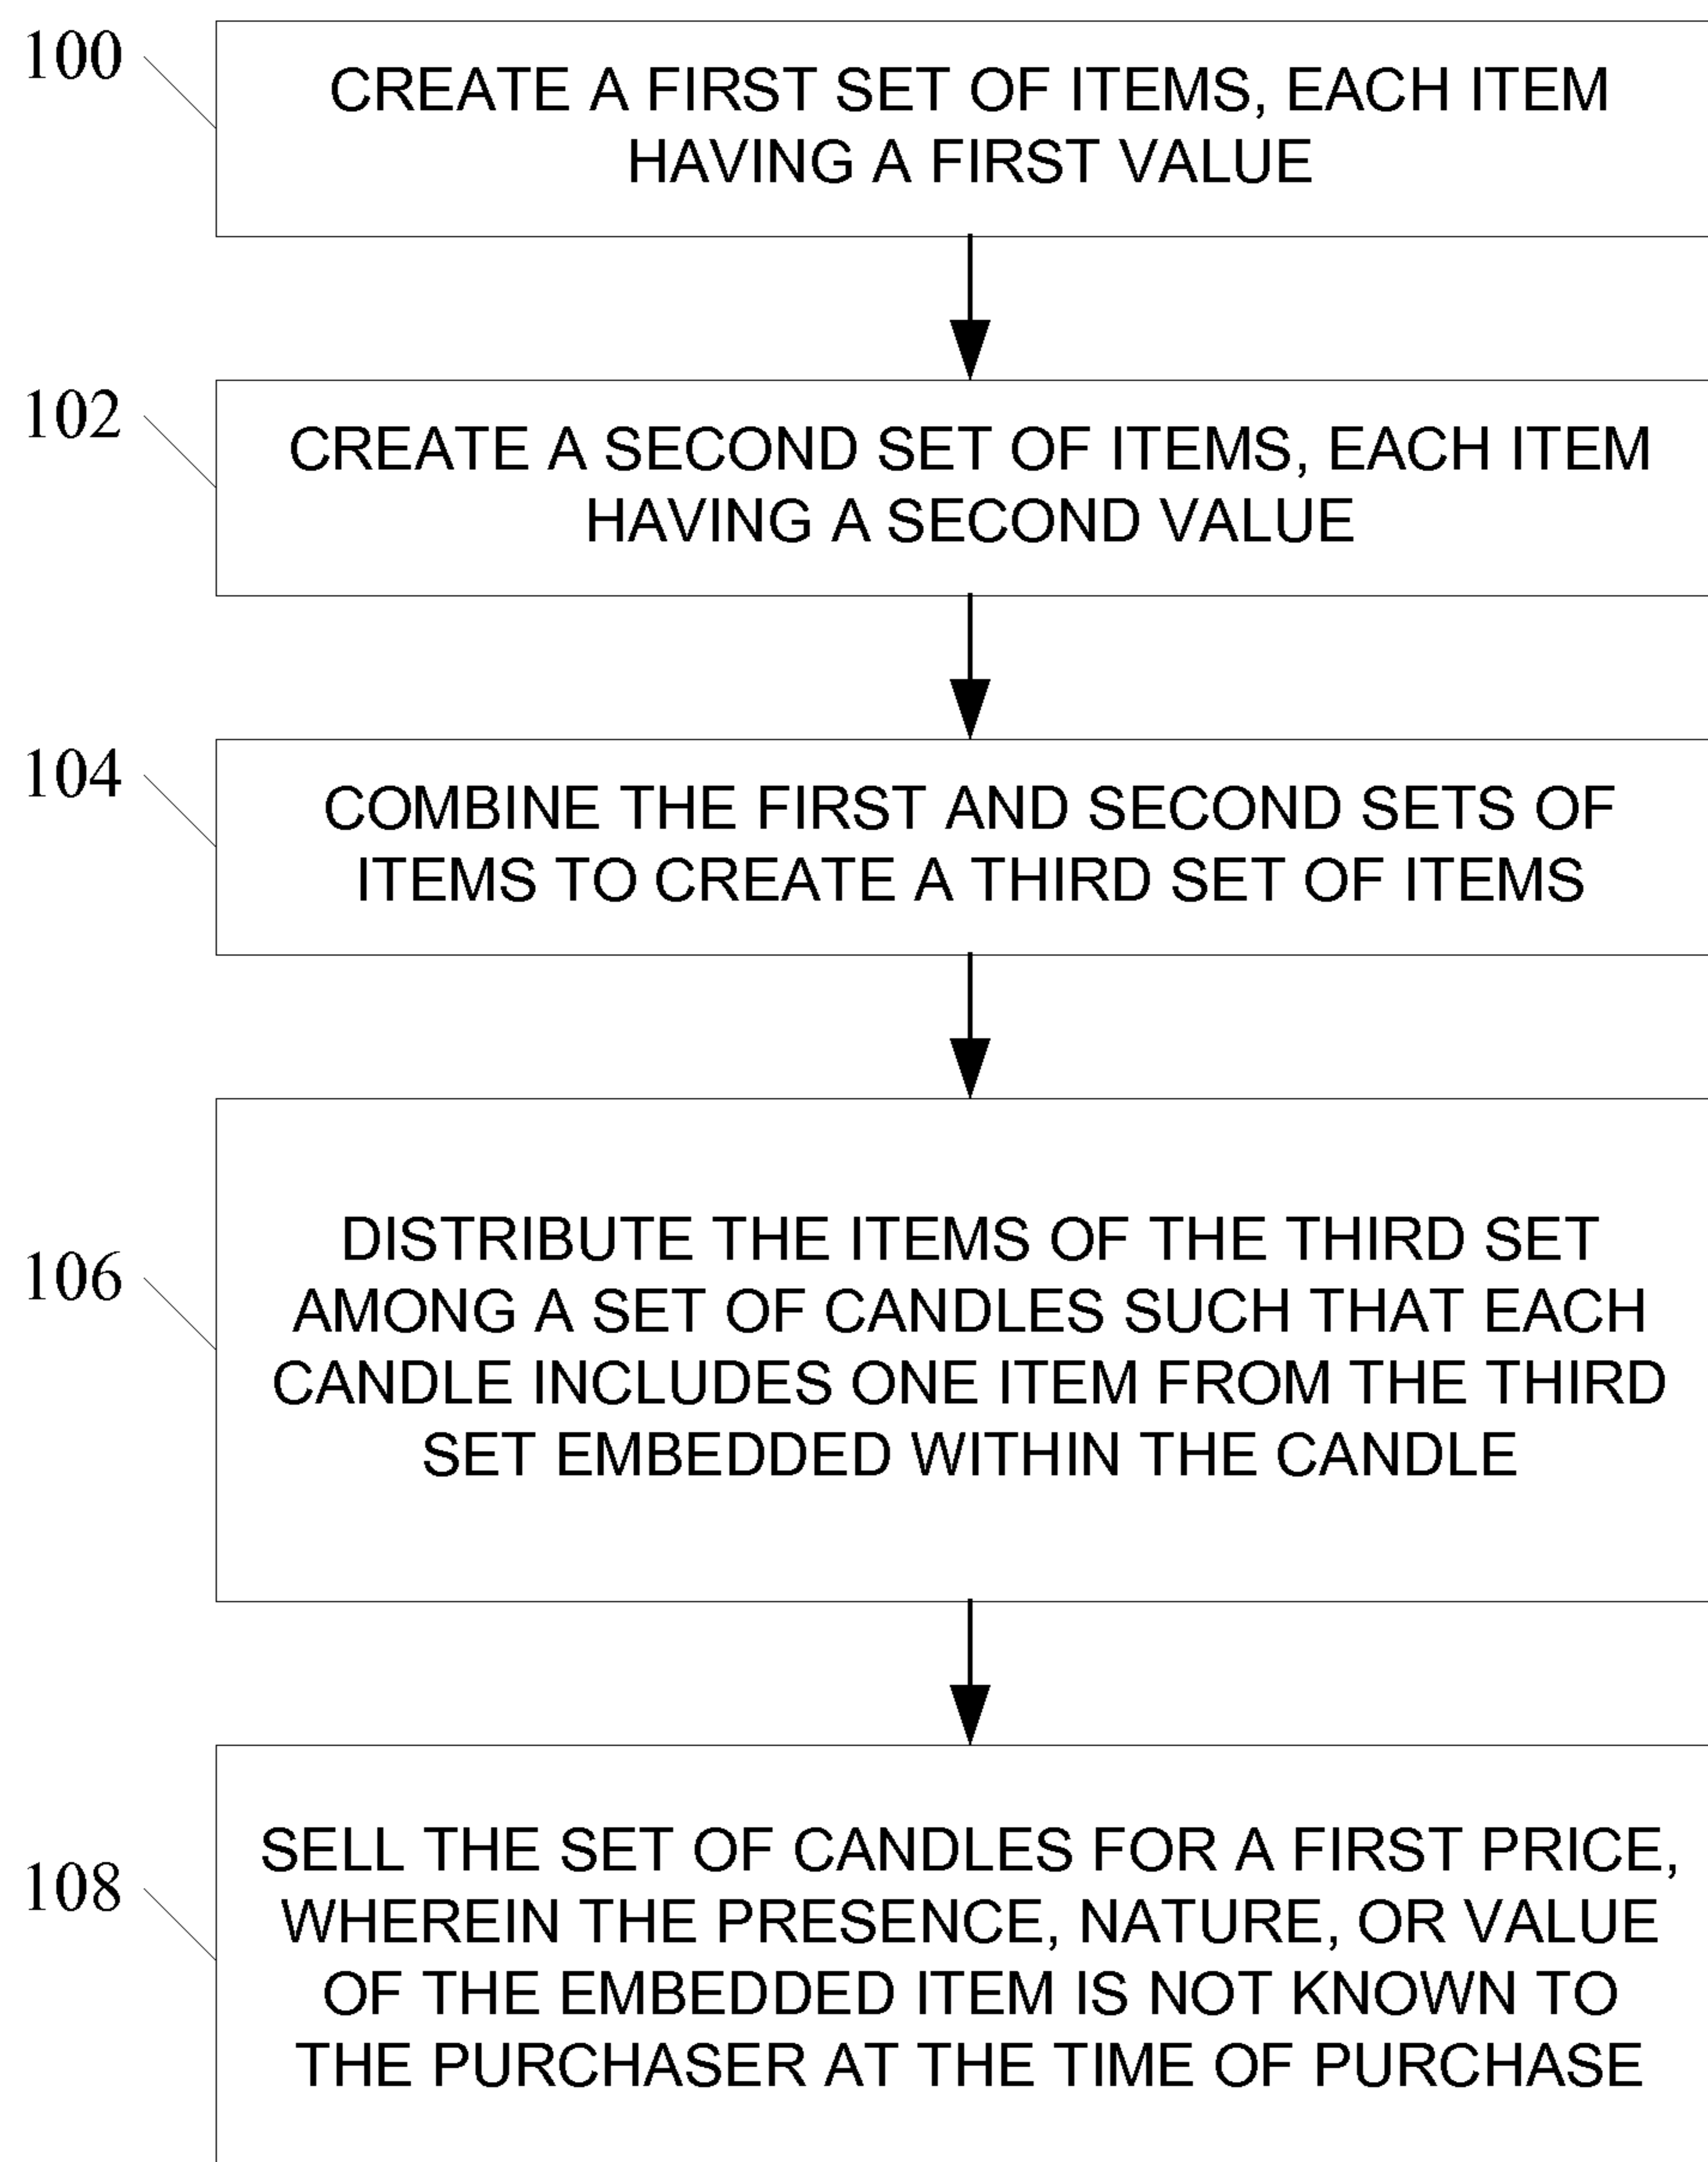 100
CREATE A FIRST SET OF ITEMS, EACH ITEM
HAVING A FIRST VALUE
102
CREATE A SECOND SET OF ITEMS, EACH ITEM
HAVING A SECOND VALUE
104
COMBINE THE FIRST AND SECOND SETS OF
ITEMS TO CREATE A THIRD SET OF ITEMS
106
DISTRIBUTE THE ITEMS OF THE THIRD SET
AMONG A SET OF CANDLES SUCH THAT EACH
CANDLE INCLUDES ONE ITEM FROM THE THIRD
SET EMBEDDED WITHIN THE CANDLE
108
SELL THE SET OF CANDLES FOR A FIRST PRICE,
WHEREIN THE PRESENCE, NATURE, OR VALUE
OF THE EMBEDDED ITEM IS NOT KNOWN TO
THE PURCHASER AT THE TIME OF PURCHASE